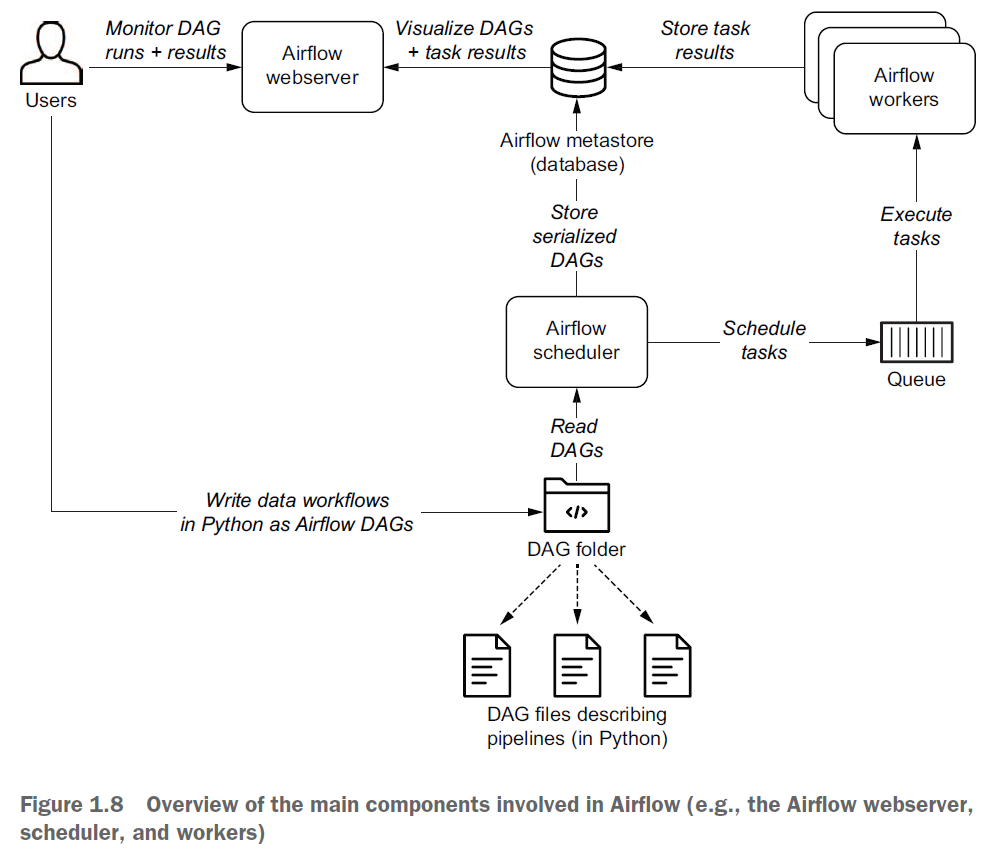 Monitor DAG
runs + results
Users
Airflow
webserver
Visualize DAGs
+ task results
Store task
results
Airflow
workers
Airflow metastore
(database)
Store
serialized
DAGs
Execute
tasks
Airflow
scheduler
Schedule
tasks
Queue
Read
DAGs
Write data workflows
in Python as Airflow DAGs
</>
DAG folder
DAG files describing
pipelines (in Python)
Figure 1.8 Overview of the main components involved in Airflow (e.g., the Airflow webserver,
scheduler, and workers)